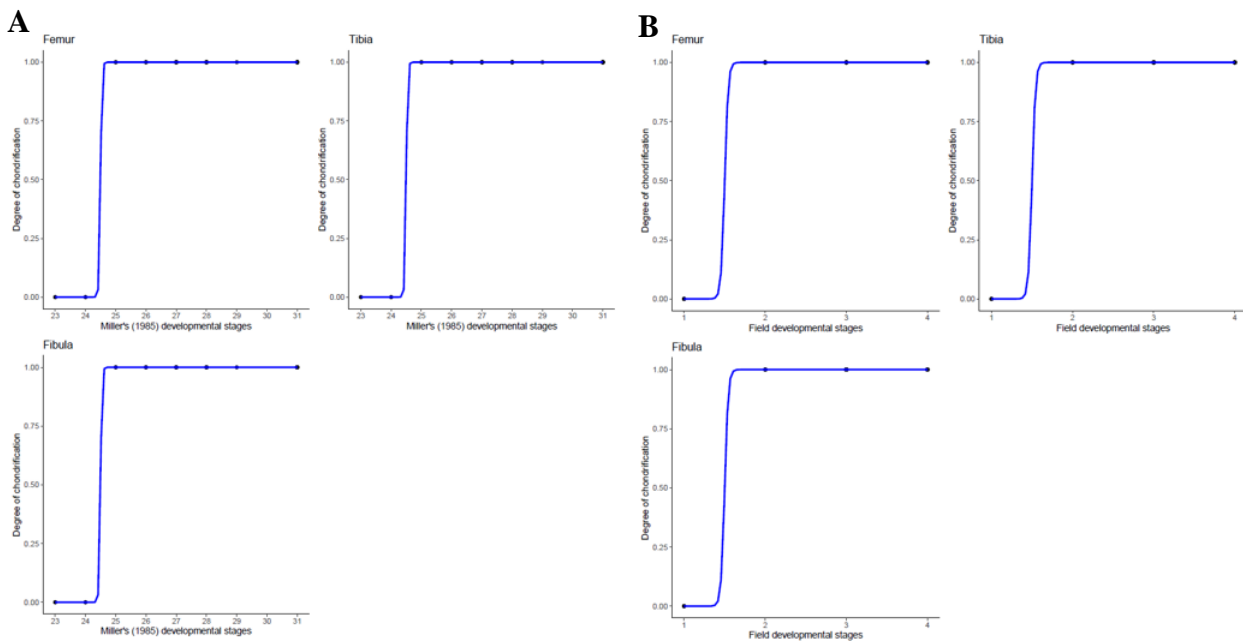 A
Femur
Degree of chondrification
1.00
0.75
0.50
0.25
0.00
23 24 25 26 27 28 29 30 31
Miller's (1985) developmental stages
Tibia
Degree of chondrification
1.00
0.75
0.50
0.25
0.00
23 24 25 26 27 28 29 30 31
Miller's (1985) developmental stages
Fibula
Degree of chondrification
1.00
0.75
0.50
0.25
0.00
23 24 25 26 27 28 29 30 31
Miller's (1985) developmental stages
B
Femur
Degree of chondrification
1.00
0.75
0.50
0.25
0.00
1 2 3 4
Field developmental stages
Tibia
Degree of chondrification
1.00
0.75
0.50
0.25
0.00
1 2 3 4
Field developmental stages
Fibula
Degree of chondrification
1.00
0.75
0.50
0.25
0.00
1 2 3 4
Field developmental stages